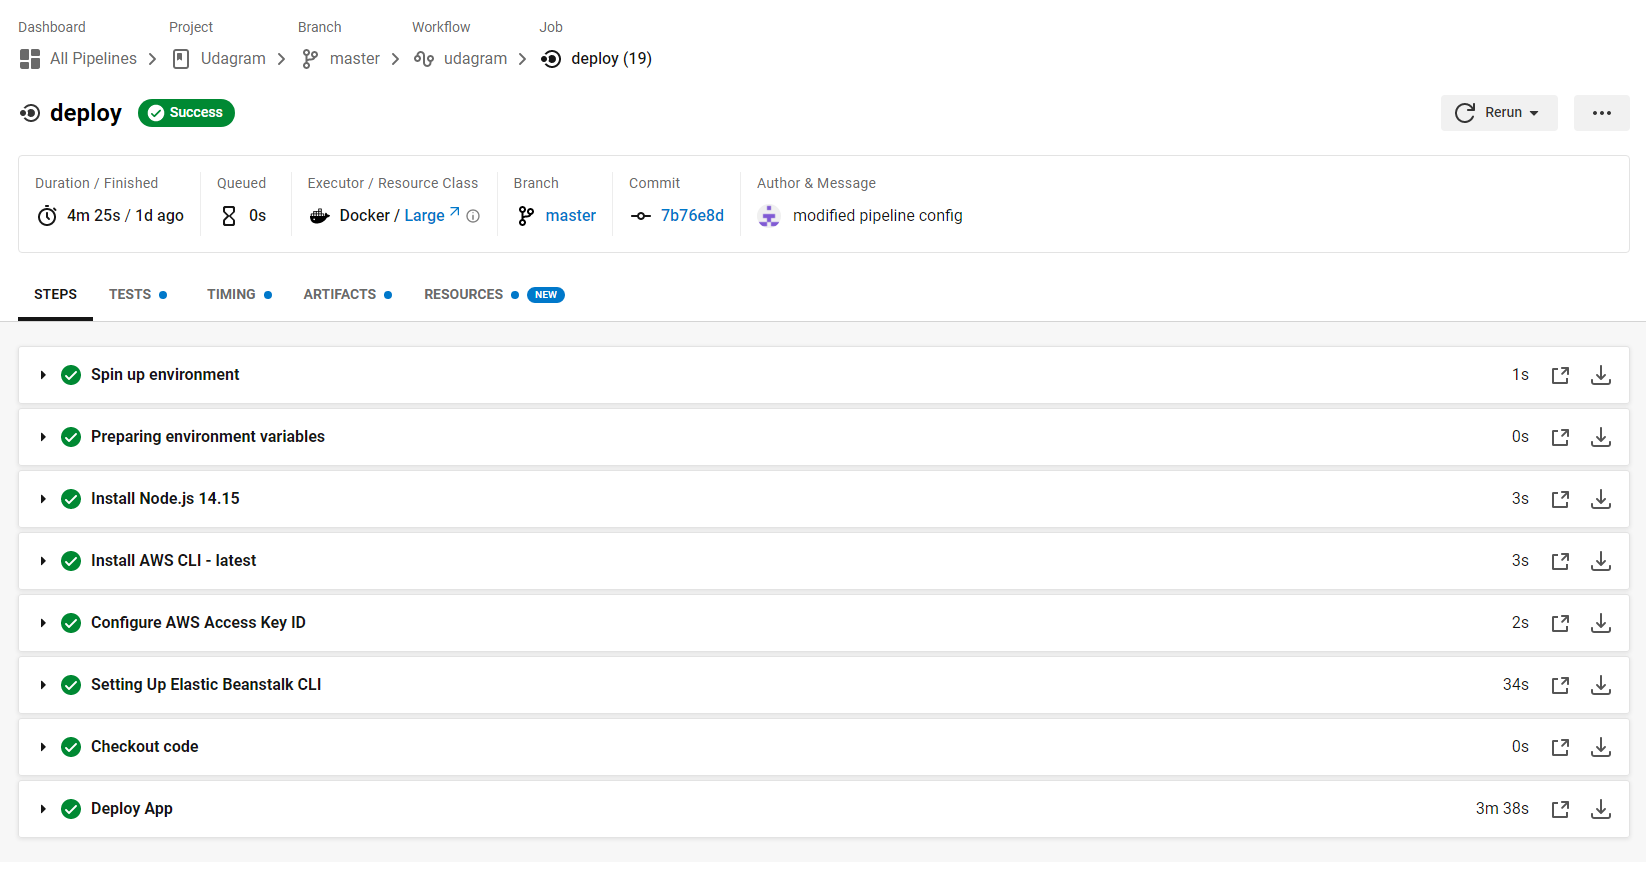 Dashboard Project Branch Workflow Job
All Pipelines Udagram master udagram deploy (19)
deploy Success Rerun
Duration / Finished Queued Executor / Resource Class Branch Commit Author & Message
4m 25s / 1d ago 0s Docker / Large master 7b76e8d modified pipeline config
STEPS TESTS TIMING ARTIFACTS RESOURCES NEW
Spin up environment 1s
Preparing environment variables 0s
Install Node.js 14.15 3s
Install AWS CLI - latest 3s
Configure AWS Access Key ID 2s
Setting Up Elastic Beanstalk CLI 34s
Checkout code 0s
Deploy App 3m 38s